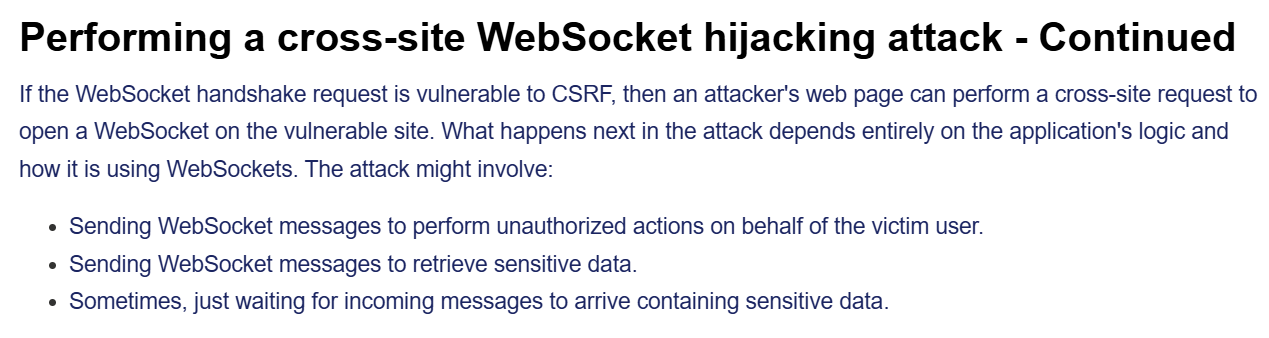 Performing a cross-site WebSocket hijacking attack - Continued
If the WebSocket handshake request is vulnerable to CSRF, then an attacker's web page can perform a cross-site request to
open a WebSocket on the vulnerable site. What happens next in the attack depends entirely on the application's logic and
how it is using WebSockets. The attack might involve:
• Sending WebSocket messages to perform unauthorized actions on behalf of the victim user.
• Sending WebSocket messages to retrieve sensitive data.
• Sometimes, just waiting for incoming messages to arrive containing sensitive data.